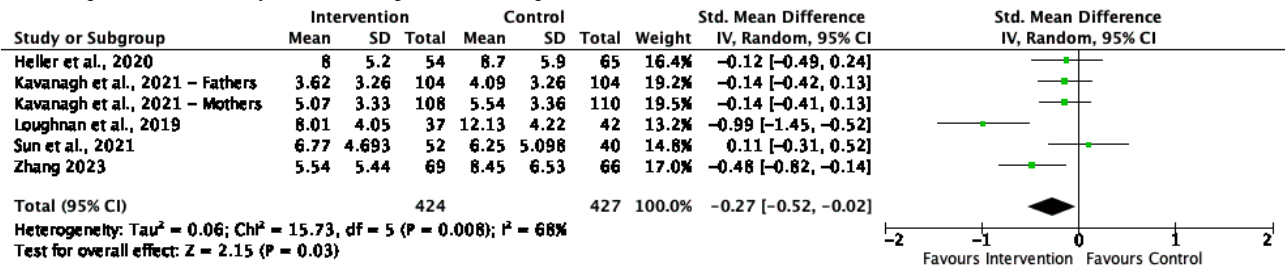 Intervention Control Std. Mean Difference Std. Mean Difference
Study or Subgroup Mean SD Total Mean SD Total Weight IV, Random, 95% CI IV, Random, 95% CI
Heller et al., 2020 8 5.2 54 8.7 5.9 65 16.4% −0.12 [−0.49, 0.24]
Kavanagh et al., 2021 – Fathers 3.62 3.26 104 4.09 3.26 104 19.2% −0.14 [−0.42, 0.13]
Kavanagh et al., 2021 – Mothers 5.07 3.33 108 5.54 3.36 110 19.5% −0.14 [−0.41, 0.13]
Loughnan et al., 2019 8.01 4.05 37 12.13 4.22 42 13.2% −0.99 [−1.45, −0.52]
Sun et al., 2021 6.77 4.693 52 6.25 5.098 40 14.8% 0.11 [−0.31, 0.52]
Zhang 2023 5.54 5.44 69 8.45 6.53 66 17.0% −0.48 [−0.82, −0.14]
Total (95% CI) 424 427 100.0% −0.27 [−0.52, −0.02]
Heterogeneity: Tau² = 0.06; Chi² = 15.73, df = 5 (P = 0.008); I² = 68%
Test for overall effect: Z = 2.15 (P = 0.03)
−2 −1 0 1 2
Favours Intervention Favours Control